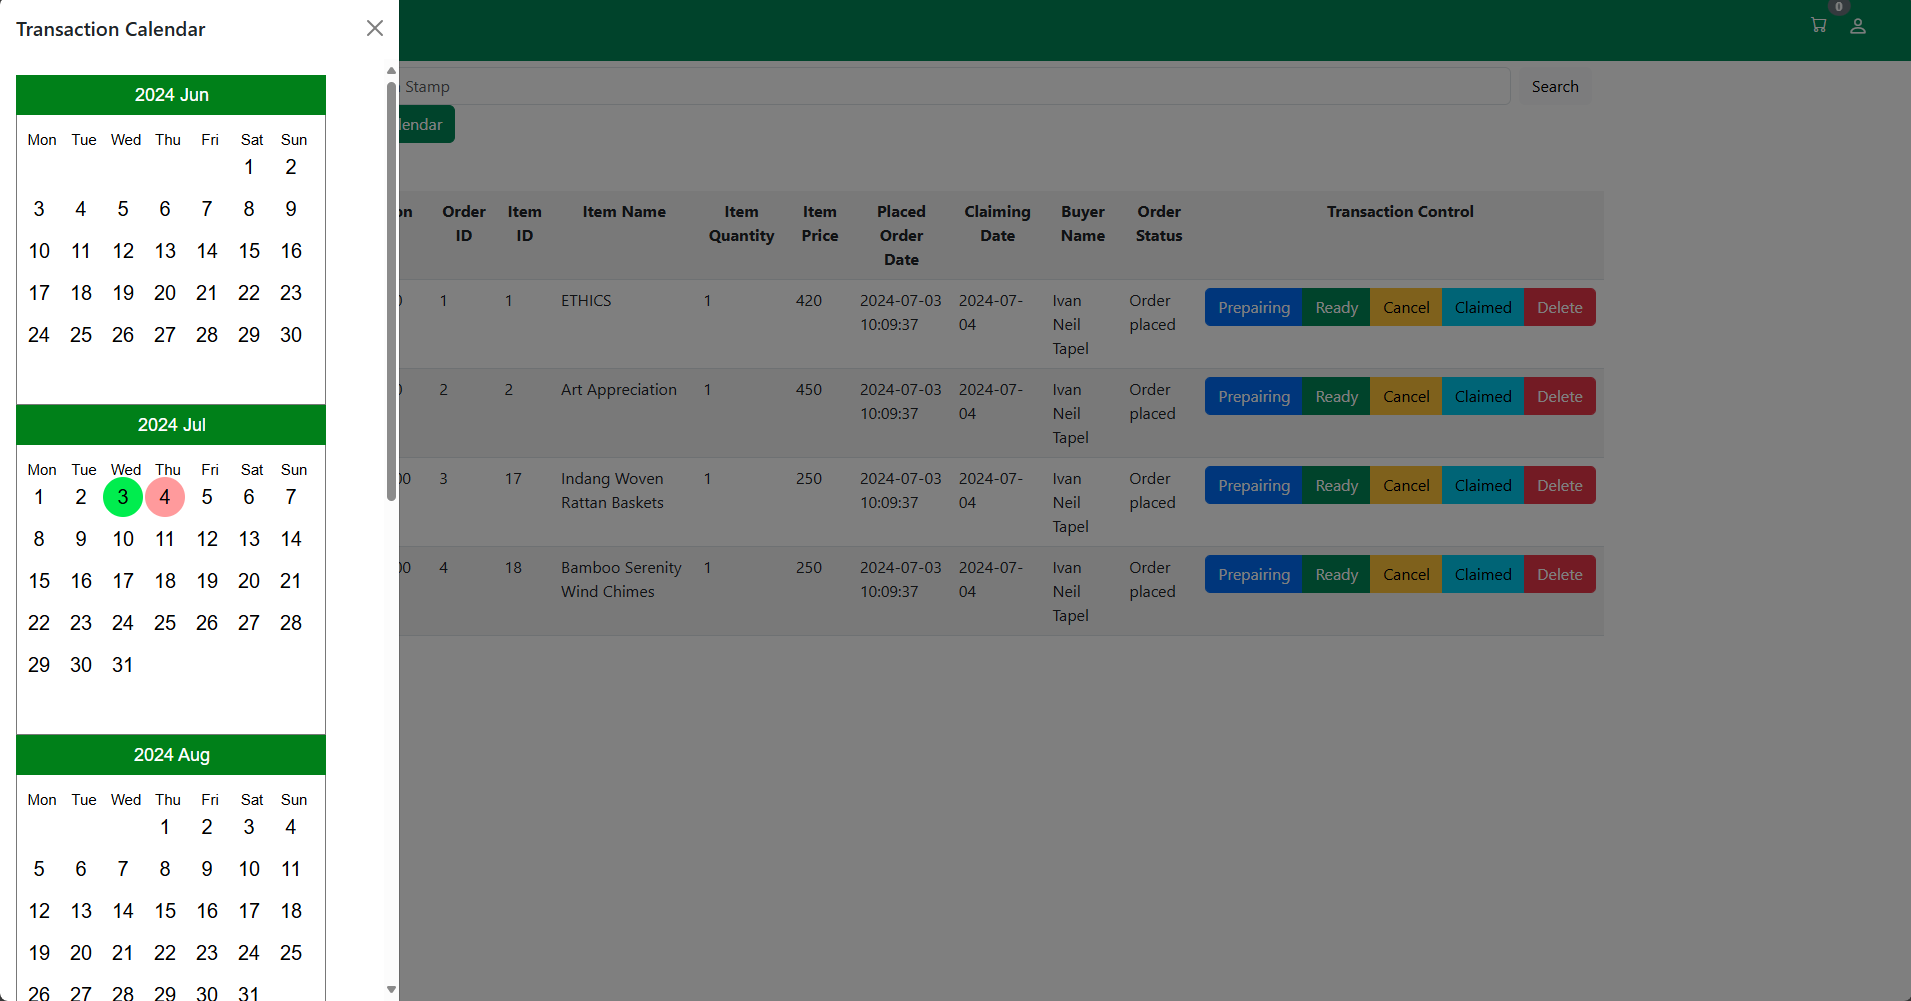 Transaction Calendar
0
Stamp
Search
lendar
2024 Jun
Mon Tue Wed Thu Fri Sat Sun
1 2
3 4 5 6 7 8 9
10 11 12 13 14 15 16
17 18 19 20 21 22 23
24 25 26 27 28 29 30
2024 Jul
Mon Tue Wed Thu Fri Sat Sun
1 2 3 4 5 6 7
8 9 10 11 12 13 14
15 16 17 18 19 20 21
22 23 24 25 26 27 28
29 30 31
2024 Aug
Mon Tue Wed Thu Fri Sat Sun
1 2 3 4
5 6 7 8 9 10 11
12 13 14 15 16 17 18
19 20 21 22 23 24 25
26 27 28 29 30 31
on Order Item Item Name Item Item Placed Claiming Buyer Order Transaction Control
ID ID Quantity Price Order Date Name Status
Date
1 1 ETHICS 1 420 2024-07-03 2024-07- Ivan Order Prepairing Ready Cancel Claimed Delete
10:09:37 04 Neil placed
Tapel
2 2 Art Appreciation 1 450 2024-07-03 2024-07- Ivan Order Prepairing Ready Cancel Claimed Delete
10:09:37 04 Neil placed
Tapel
00 3 17 Indang Woven 1 250 2024-07-03 2024-07- Ivan Order Prepairing Ready Cancel Claimed Delete
Rattan Baskets 10:09:37 04 Neil placed
Tapel
00 4 18 Bamboo Serenity 1 250 2024-07-03 2024-07- Ivan Order Prepairing Ready Cancel Claimed Delete
Wind Chimes 10:09:37 04 Neil placed
Tapel